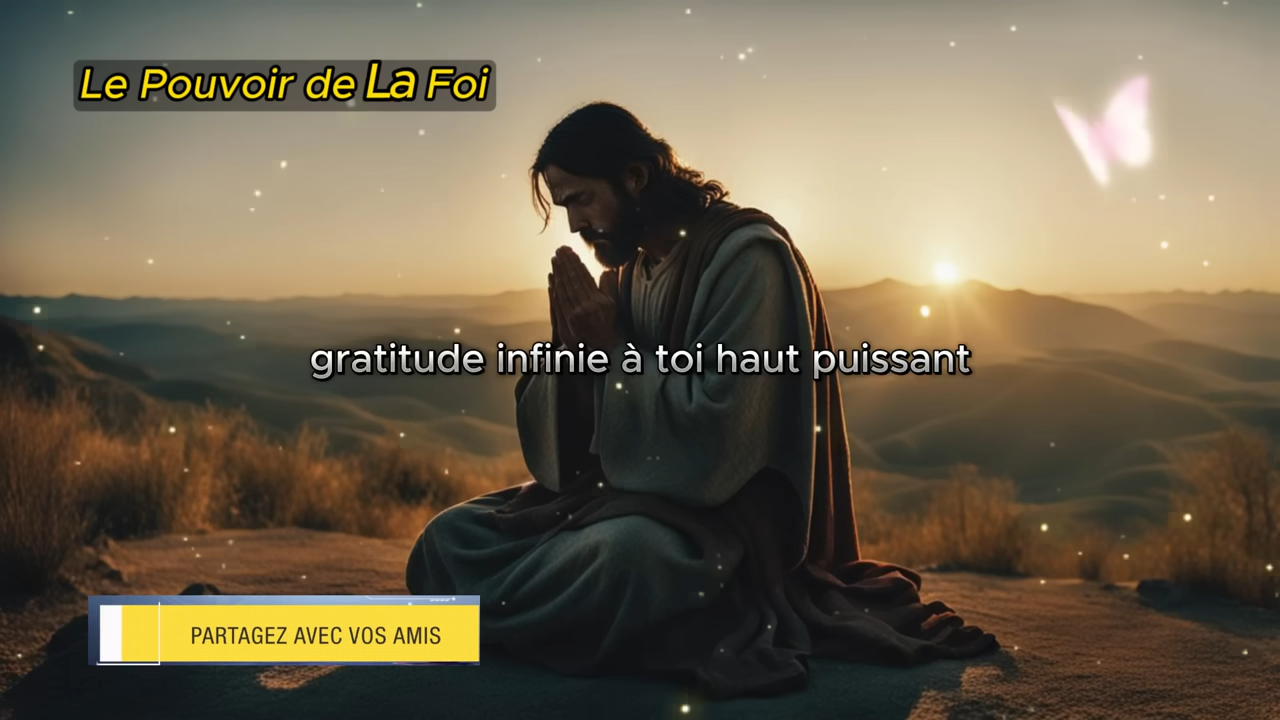 Le Pouvoir de La Foi
gratitude infinie à toi haut puissant
PARTAGEZ AVEC VOS AMIS